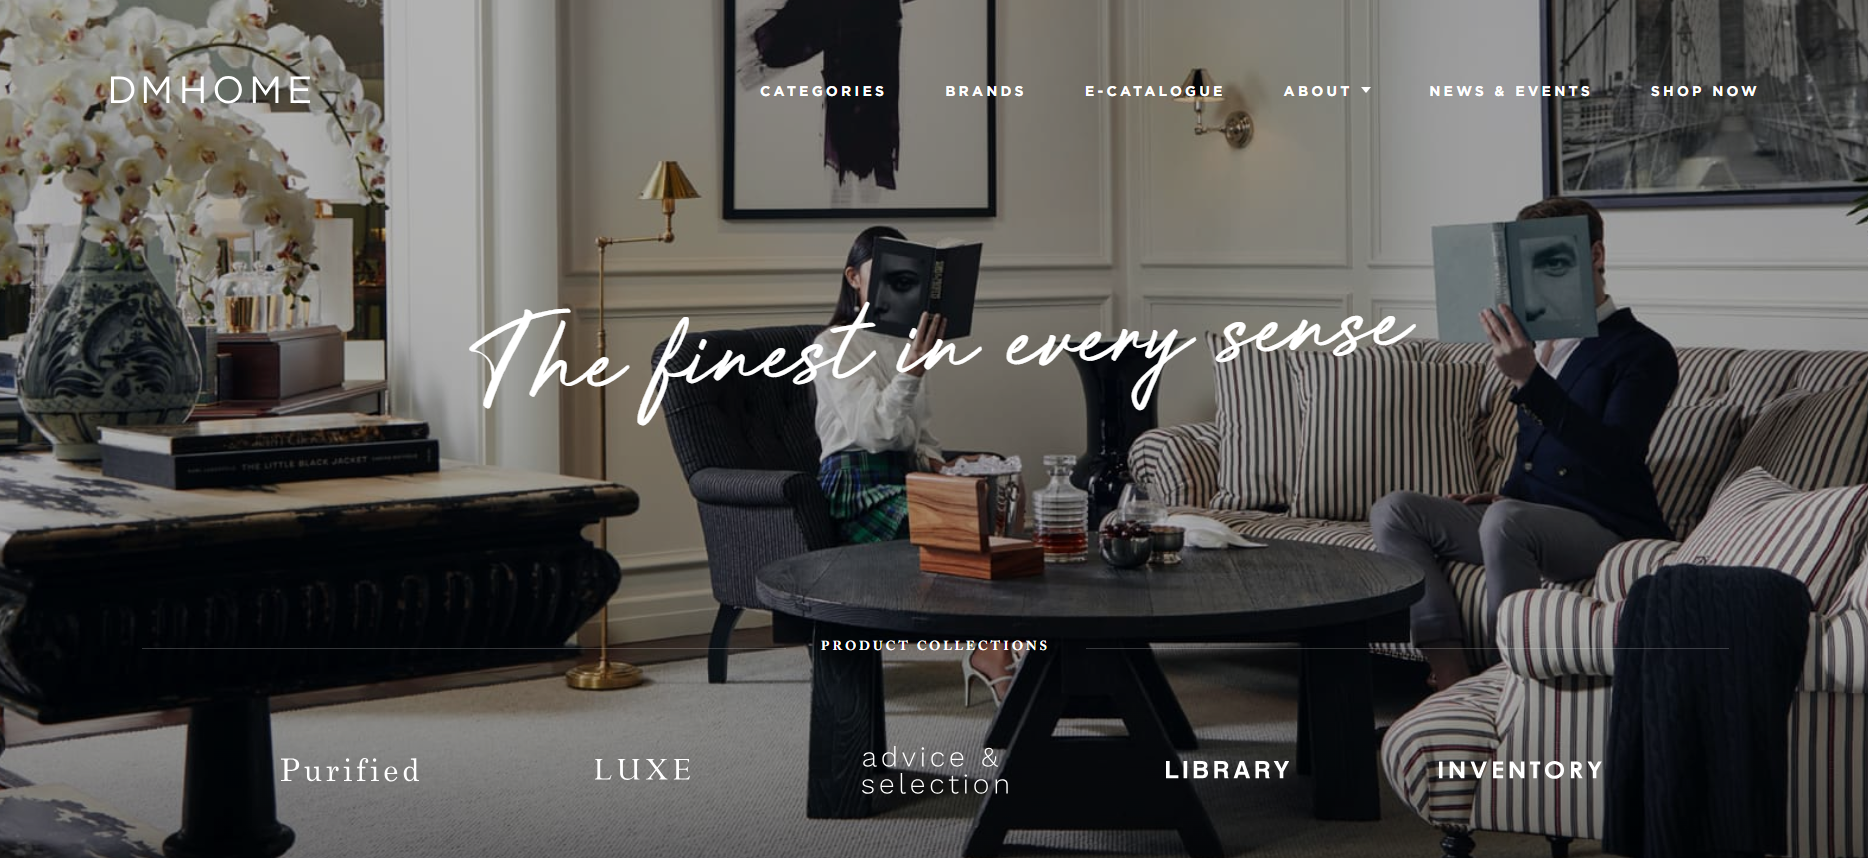 DMHOME
CATEGORIES
BRANDS
E-CATALOGUE
ABOUT
NEWS & EVENTS
SHOP NOW
The finest in every sense
THE LITTLE BLACK JACKET
PRODUCT COLLECTIONS
Purified
LUXE
advice &
selection
LIBRARY
INVENTORY